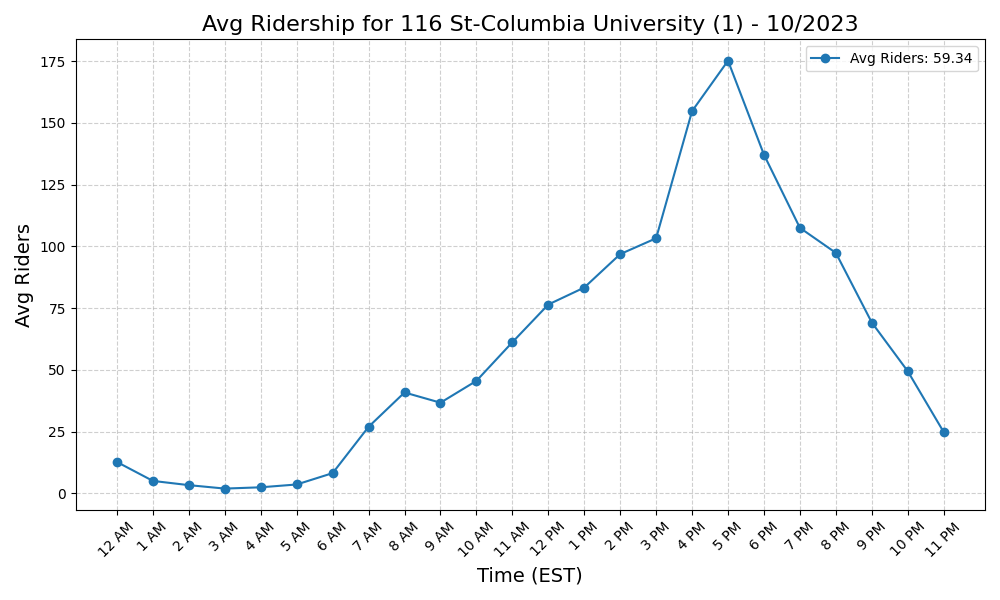 Avg Ridership for 116 St-Columbia University (1) - 10/2023
Avg Riders: 59.34
Avg Riders
175
150
125
100
75
50
25
0
12 AM
1 AM
2 AM
3 AM
4 AM
5 AM
6 AM
7 AM
8 AM
9 AM
10 AM
11 AM
12 PM
1 PM
2 PM
3 PM
4 PM
5 PM
6 PM
7 PM
8 PM
9 PM
10 PM
11 PM
Time (EST)